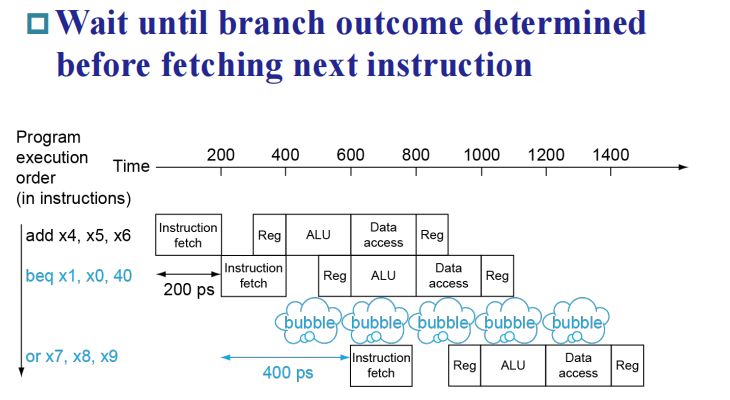 Wait until branch outcome determined
before fetching next instruction
Program
execution
order
(in instructions)
Time
200 400 600 800 1000 1200 1400
add x4, x5, x6
Instruction
fetch
Reg
ALU
Data
access
Reg
beq x1, x0, 40
200 ps
Instruction
fetch
Reg
ALU
Data
access
Reg
bubble bubble bubble bubble bubble
or x7, x8, x9
400 ps
Instruction
fetch
Reg
ALU
Data
access
Reg